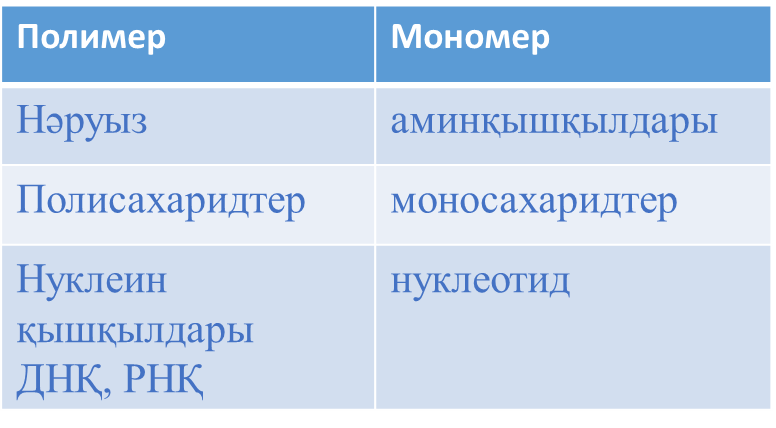 Полимер
Мономер
Нәруыз
аминқышқылдары
Полисахаридтер
моносахаридтер
Нуклеин
қышқылдары
ДНҚ, РНҚ
нуклеотид